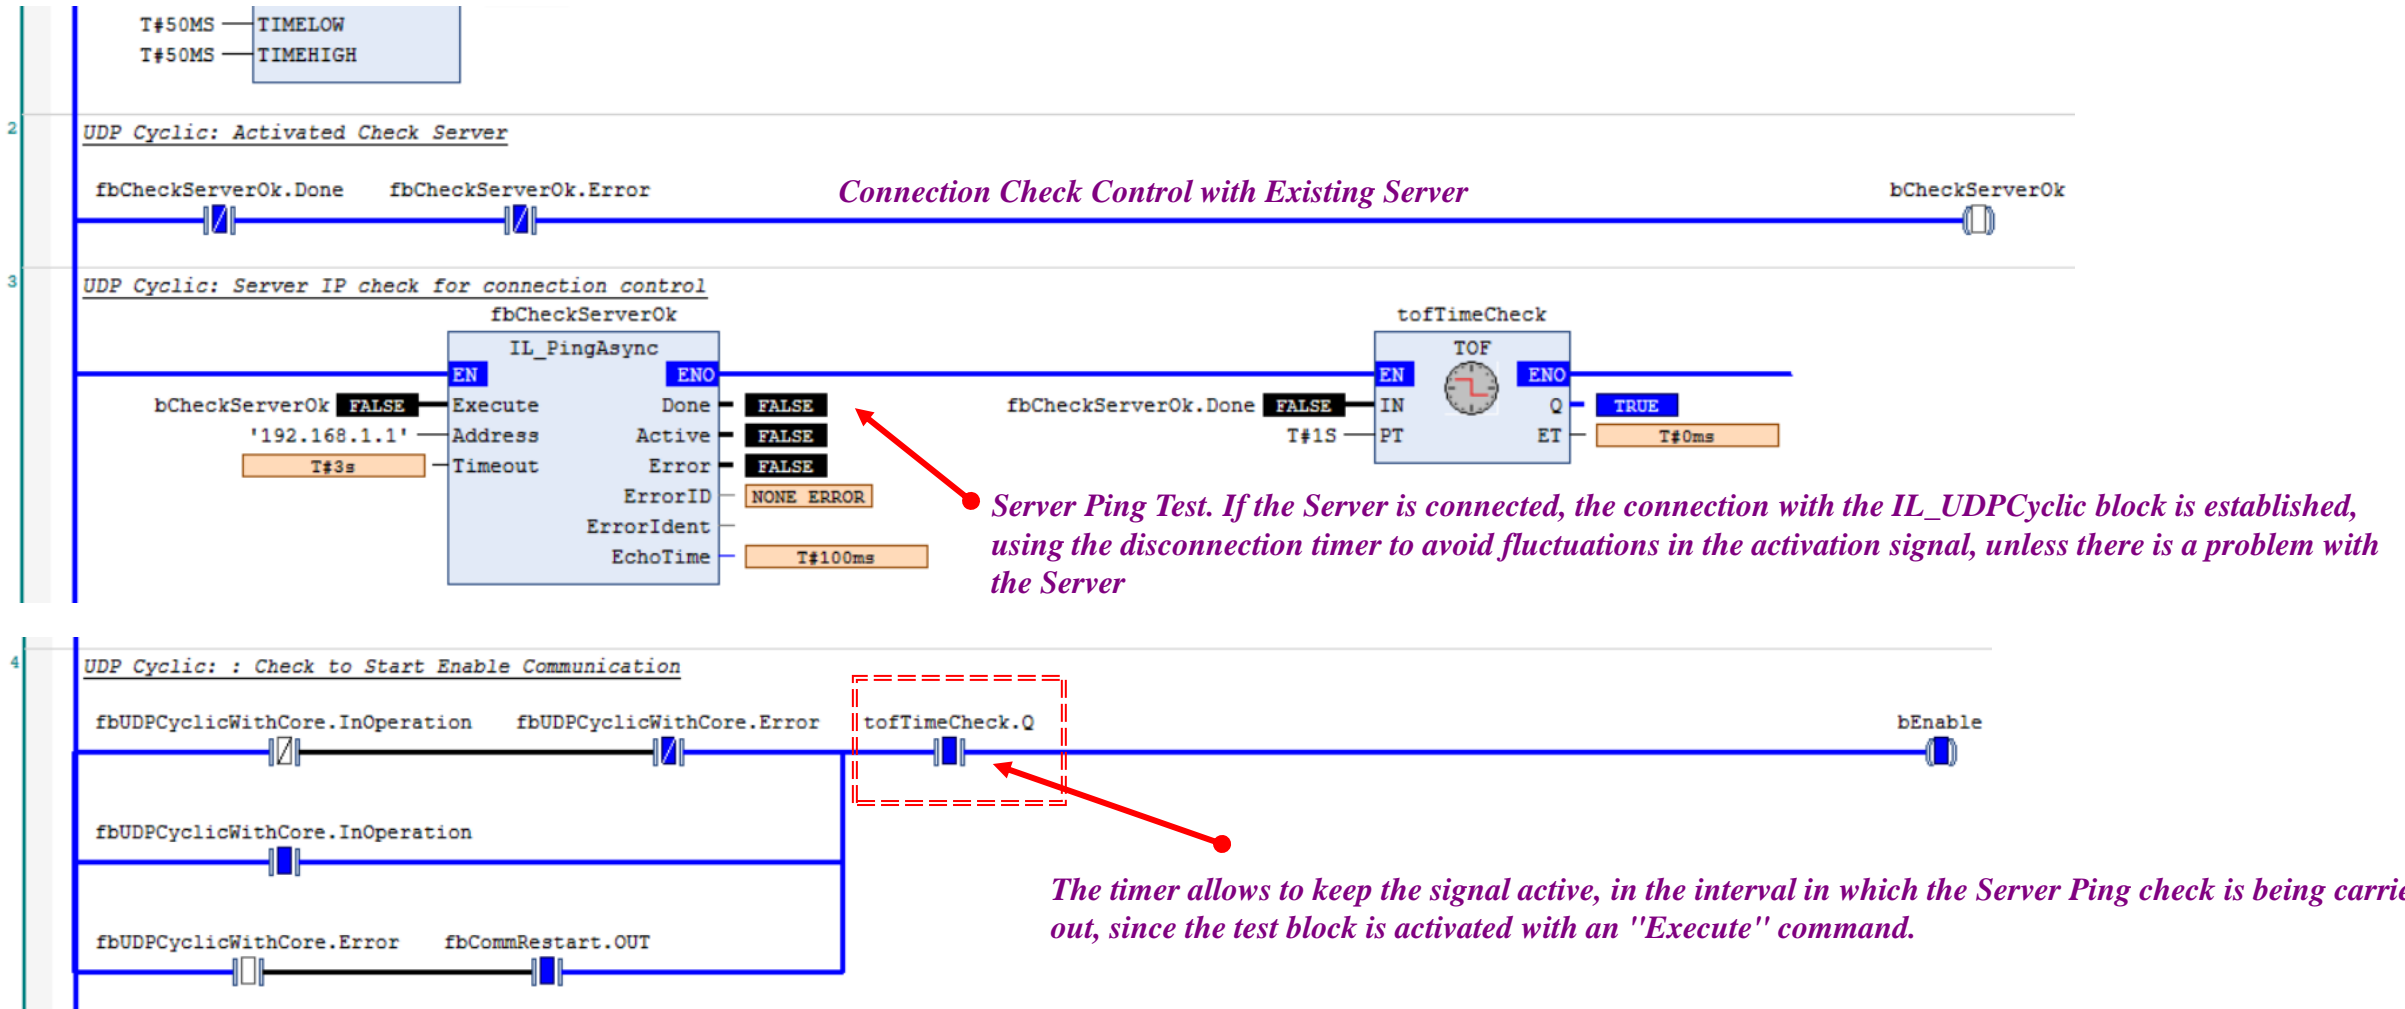 T#50MS TIMELOW
T#50MS TIMEHIGH
2
UDP Cyclic: Activated Check Server
fbCheckServerOk.Done fbCheckServerOk.Error Connection Check Control with Existing Server bCheckServerOk
3
UDP Cyclic: Server IP check for connection control
fbCheckServerOk tofTimeCheck
IL_PingAsync TOF
EN ENO EN ENO
bCheckServerOk FALSE Execute Done FALSE fbCheckServerOk.Done FALSE IN Q TRUE
'192.168.1.1' Address Active FALSE T#1S PT ET T#0ms
T#3s Timeout Error FALSE
ErrorID NONE ERROR
ErrorIdent
EchoTime T#100ms
Server Ping Test. If the Server is connected, the connection with the IL_UDPCyclic block is established,
using the disconnection timer to avoid fluctuations in the activation signal, unless there is a problem with
the Server
4
UDP Cyclic: : Check to Start Enable Communication
fbUDPCyclicWithCore.InOperation fbUDPCyclicWithCore.Error tofTimeCheck.Q bEnable
fbUDPCyclicWithCore.InOperation
fbUDPCyclicWithCore.Error fbCommRestart.OUT
The timer allows to keep the signal active, in the interval in which the Server Ping check is being carrie
out, since the test block is activated with an "Execute" command.